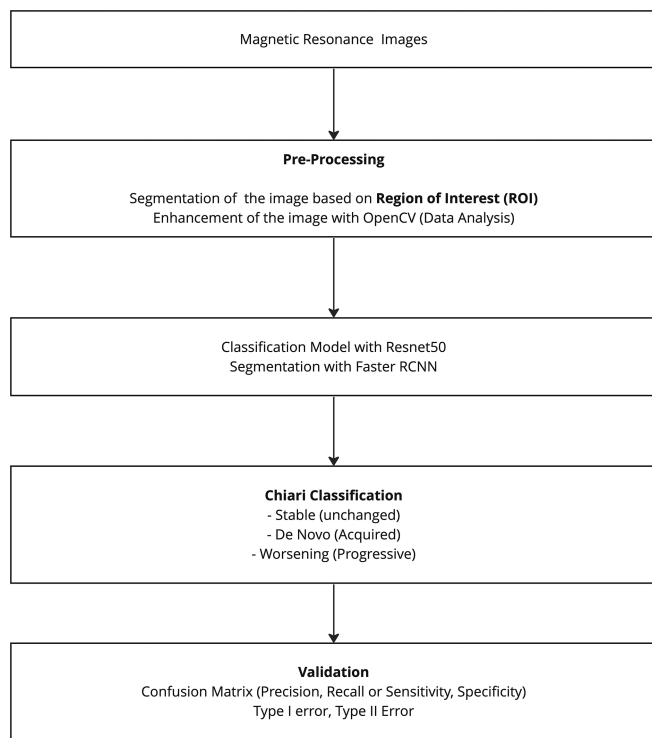 Magnetic Resonance Images
Pre-Processing
Segmentation of the image based on Region of Interest (ROI)
Enhancement of the image with OpenCV (Data Analysis)
Classification Model with Resnet50
Segmentation with Faster RCNN
Chiari Classification
- Stable (unchanged)
- De Novo (Acquired)
- Worsening (Progressive)
Validation
Confusion Matrix (Precision, Recall or Sensitivity, Specificity)
Type I error, Type II Error